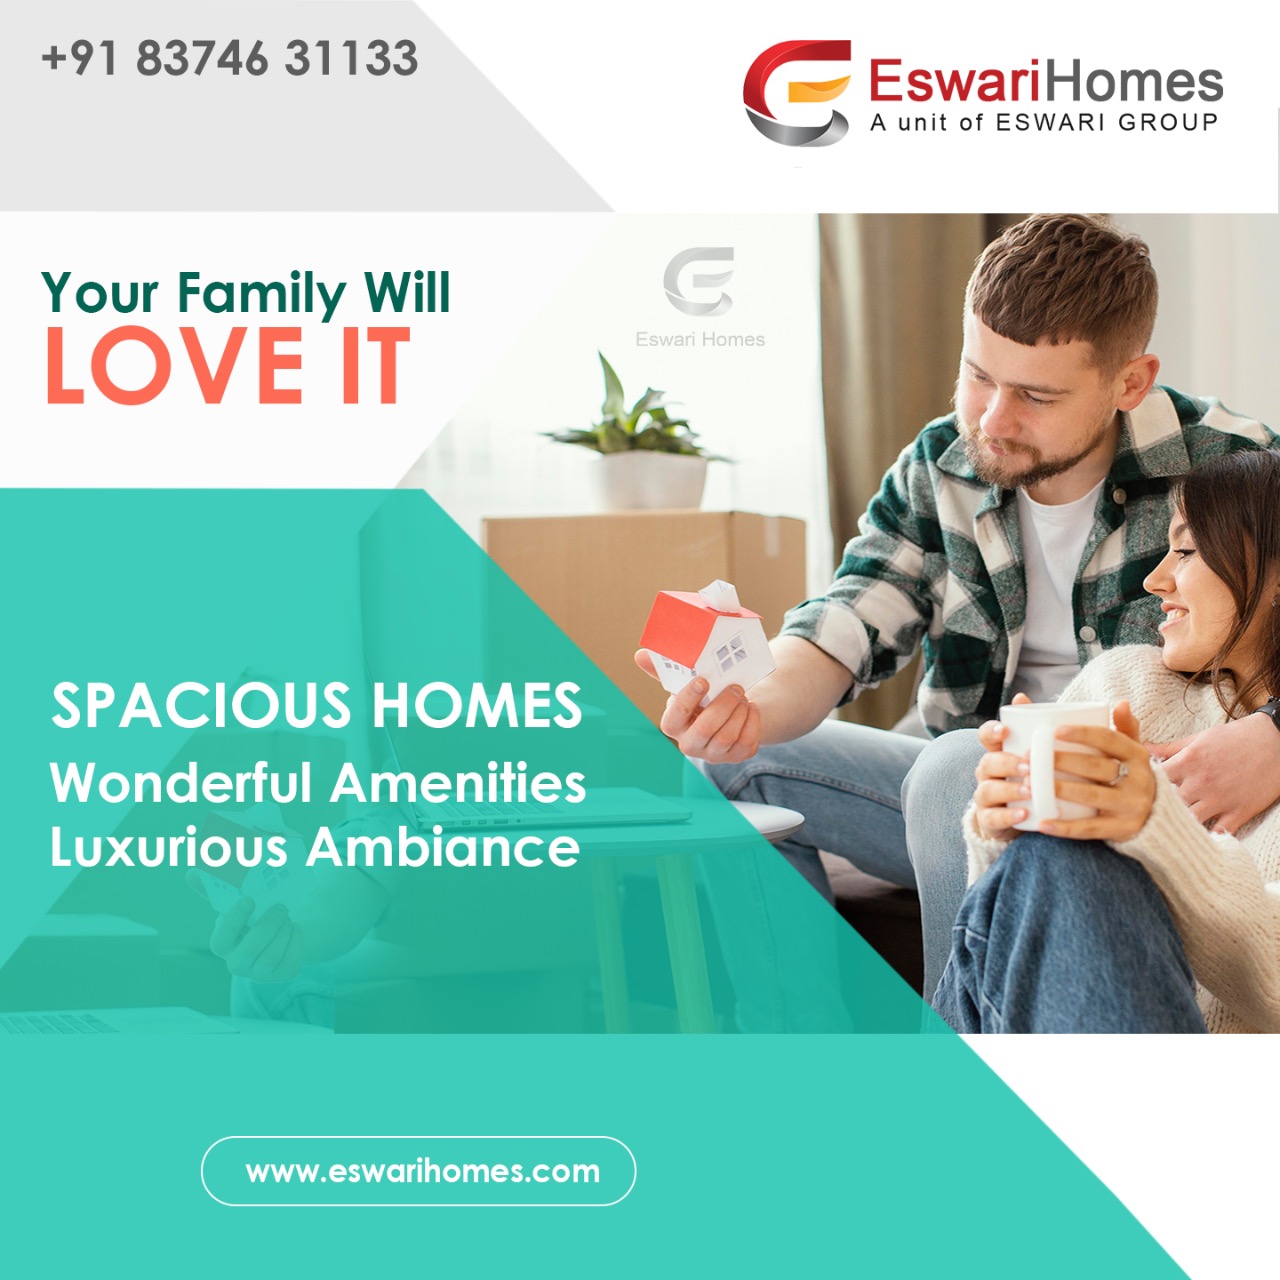 +91 83746 31133
EswariHomes
A unit of ESWARI GROUP
Your Family Will
LOVE IT
Eswari Homes
SPACIOUS HOMES
Wonderful Amenities
Luxurious Ambiance
www.eswarihomes.com